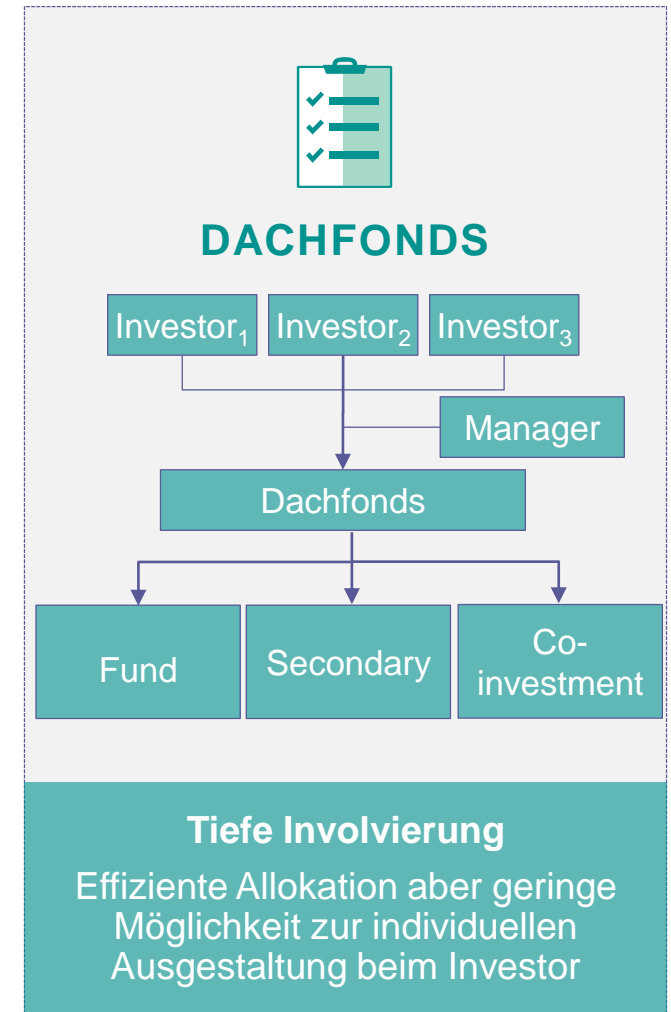 DACHFONDS
Investor₁ Investor₂ Investor₃
Manager
Dachfonds
Fund
Secondary
Co-
investment
Tiefe Involvierung
Effiziente Allokation aber geringe
Möglichkeit zur individuellen
Ausgestaltung beim Investor